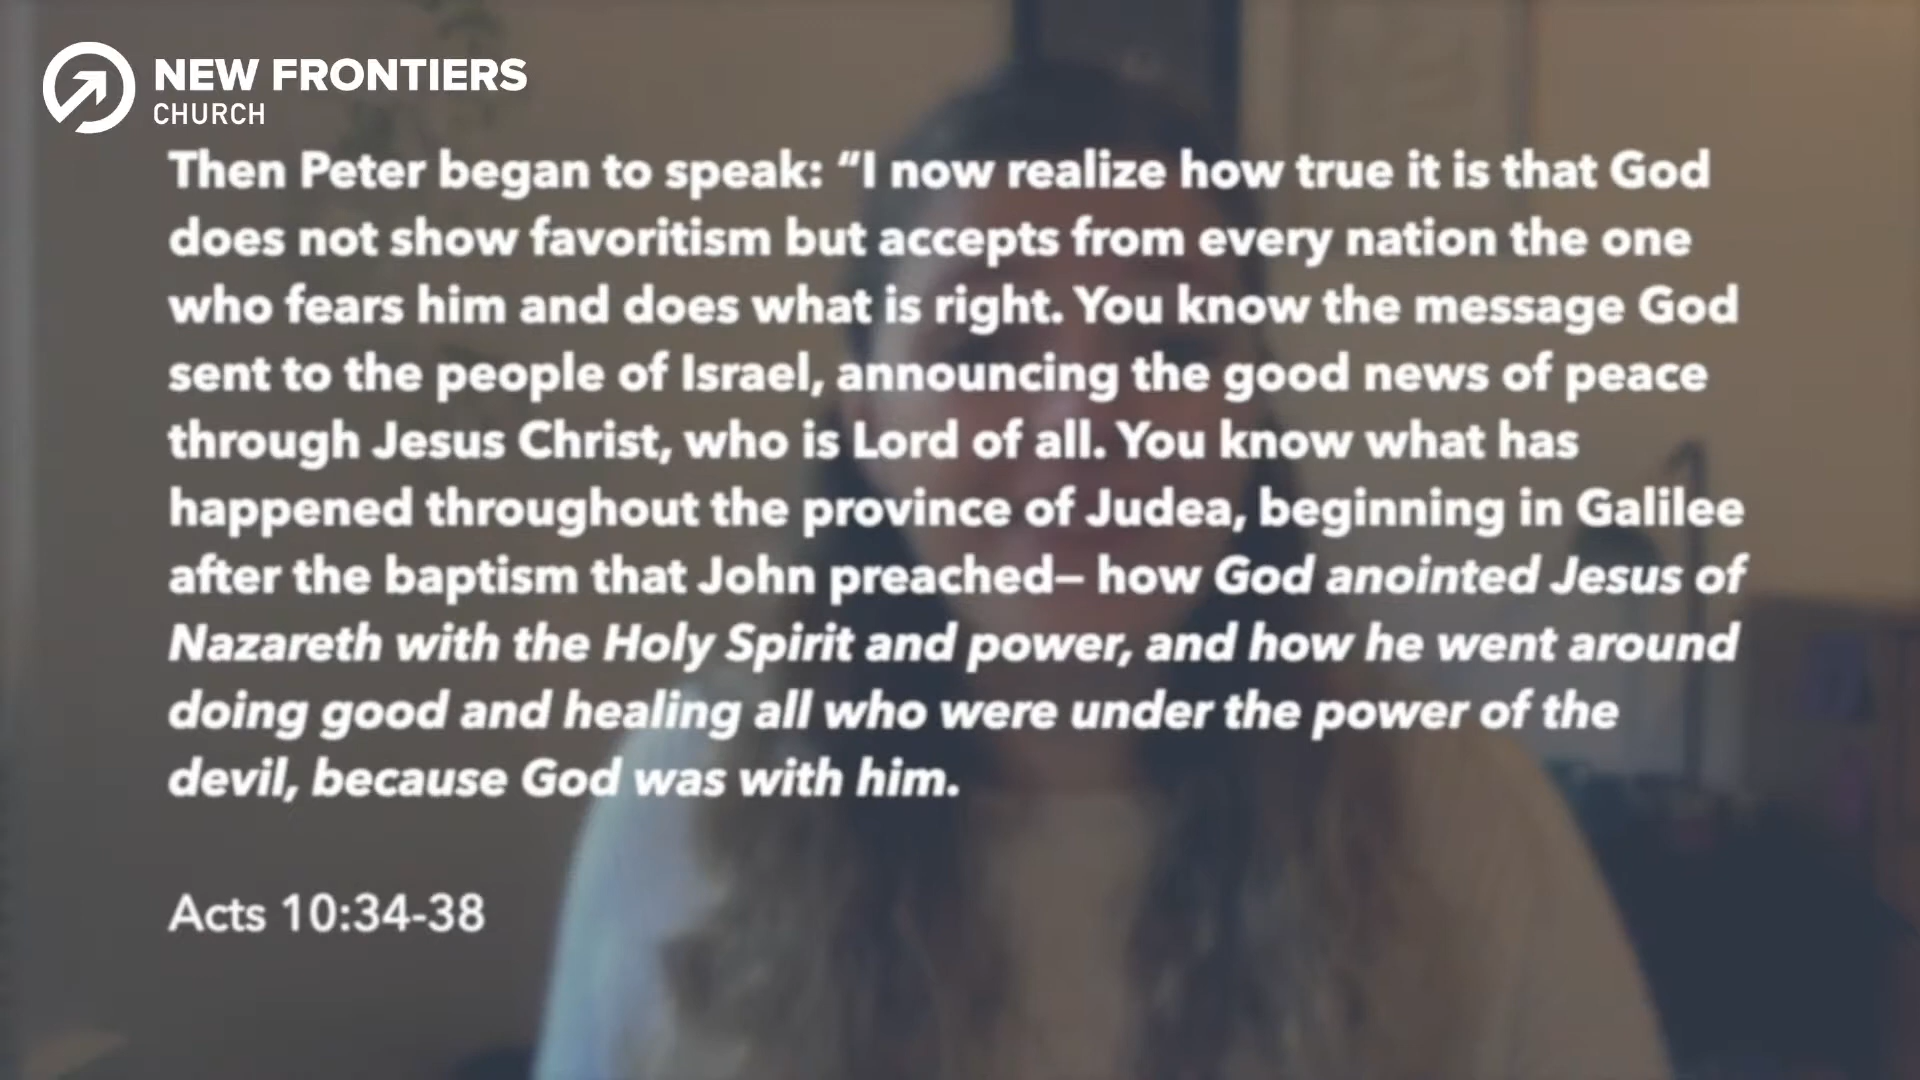 NEW FRONTIERS
CHURCH
Then Peter began to speak: “I now realize how true it is that God
does not show favoritism but accepts from every nation the one
who fears him and does what is right. You know the message God
sent to the people of Israel, announcing the good news of peace
through Jesus Christ, who is Lord of all. You know what has
happened throughout the province of Judea, beginning in Galilee
after the baptism that John preached— how God anointed Jesus of
Nazareth with the Holy Spirit and power, and how he went around
doing good and healing all who were under the power of the
devil, because God was with him.
Acts 10:34-38